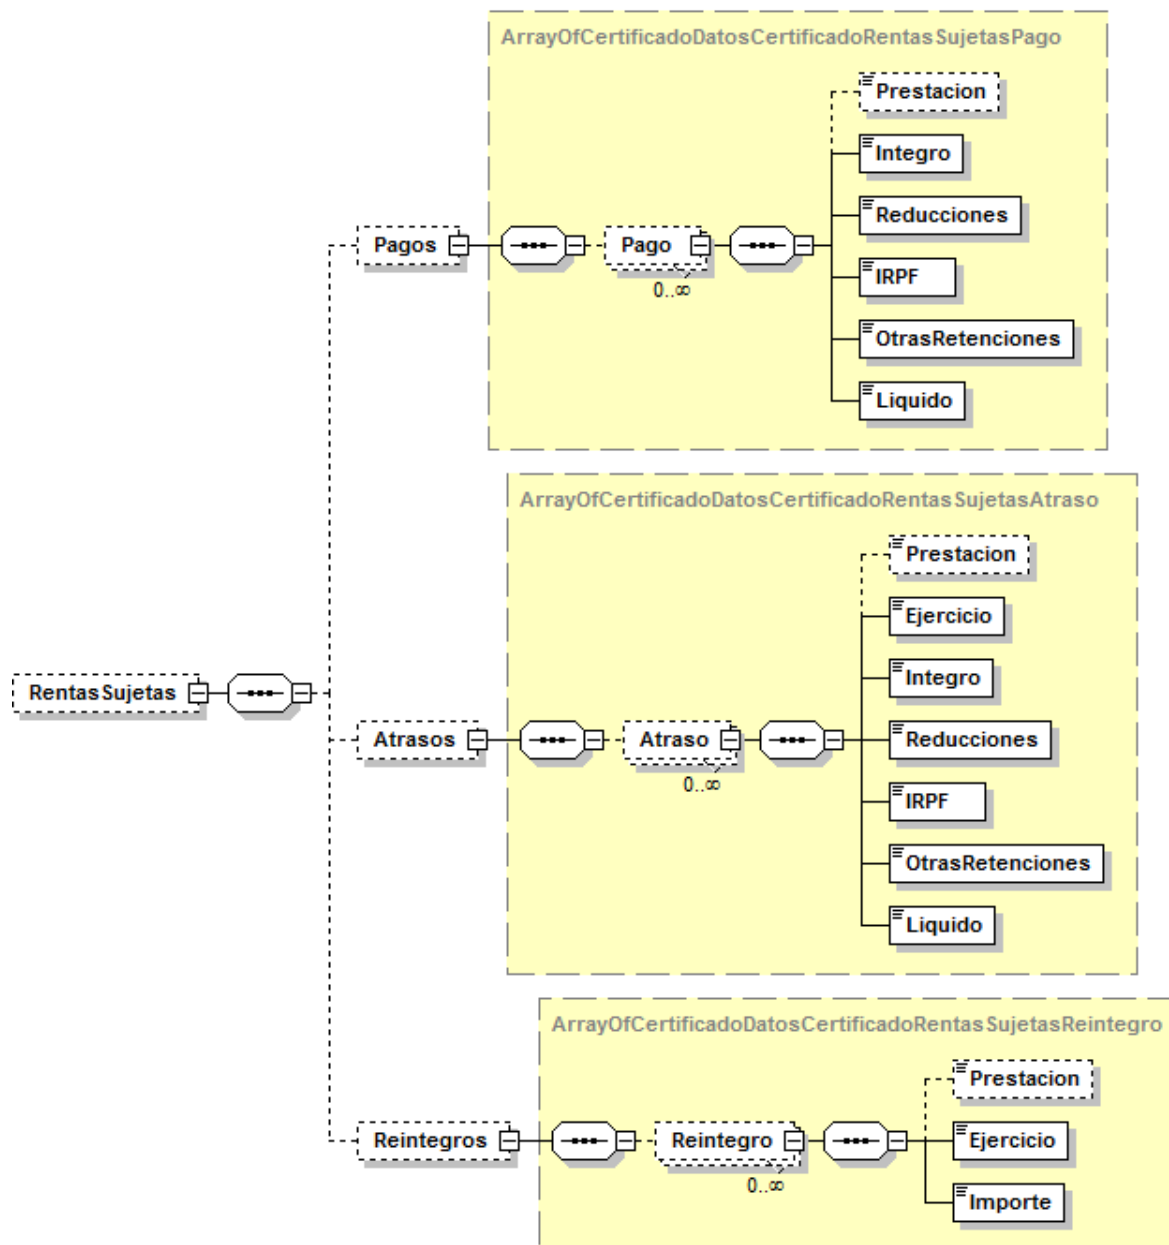 ArrayOfCertificadoDatosCertificadoRentasSujetasPago
Prestacion
Integro
Reducciones
Pagos
Pago
0..∞
IRPF
OtrasRetenciones
Liquido
ArrayOfCertificadoDatosCertificadoRentasSujetasAtraso
Prestacion
Ejercicio
Integro
RentasSujetas
Atrasos
Atraso
0..∞
Reducciones
IRPF
OtrasRetenciones
Liquido
ArrayOfCertificadoDatosCertificadoRentasSujetasReintegro
Prestacion
Reintegros
Reintegro
0..∞
Ejercicio
Importe